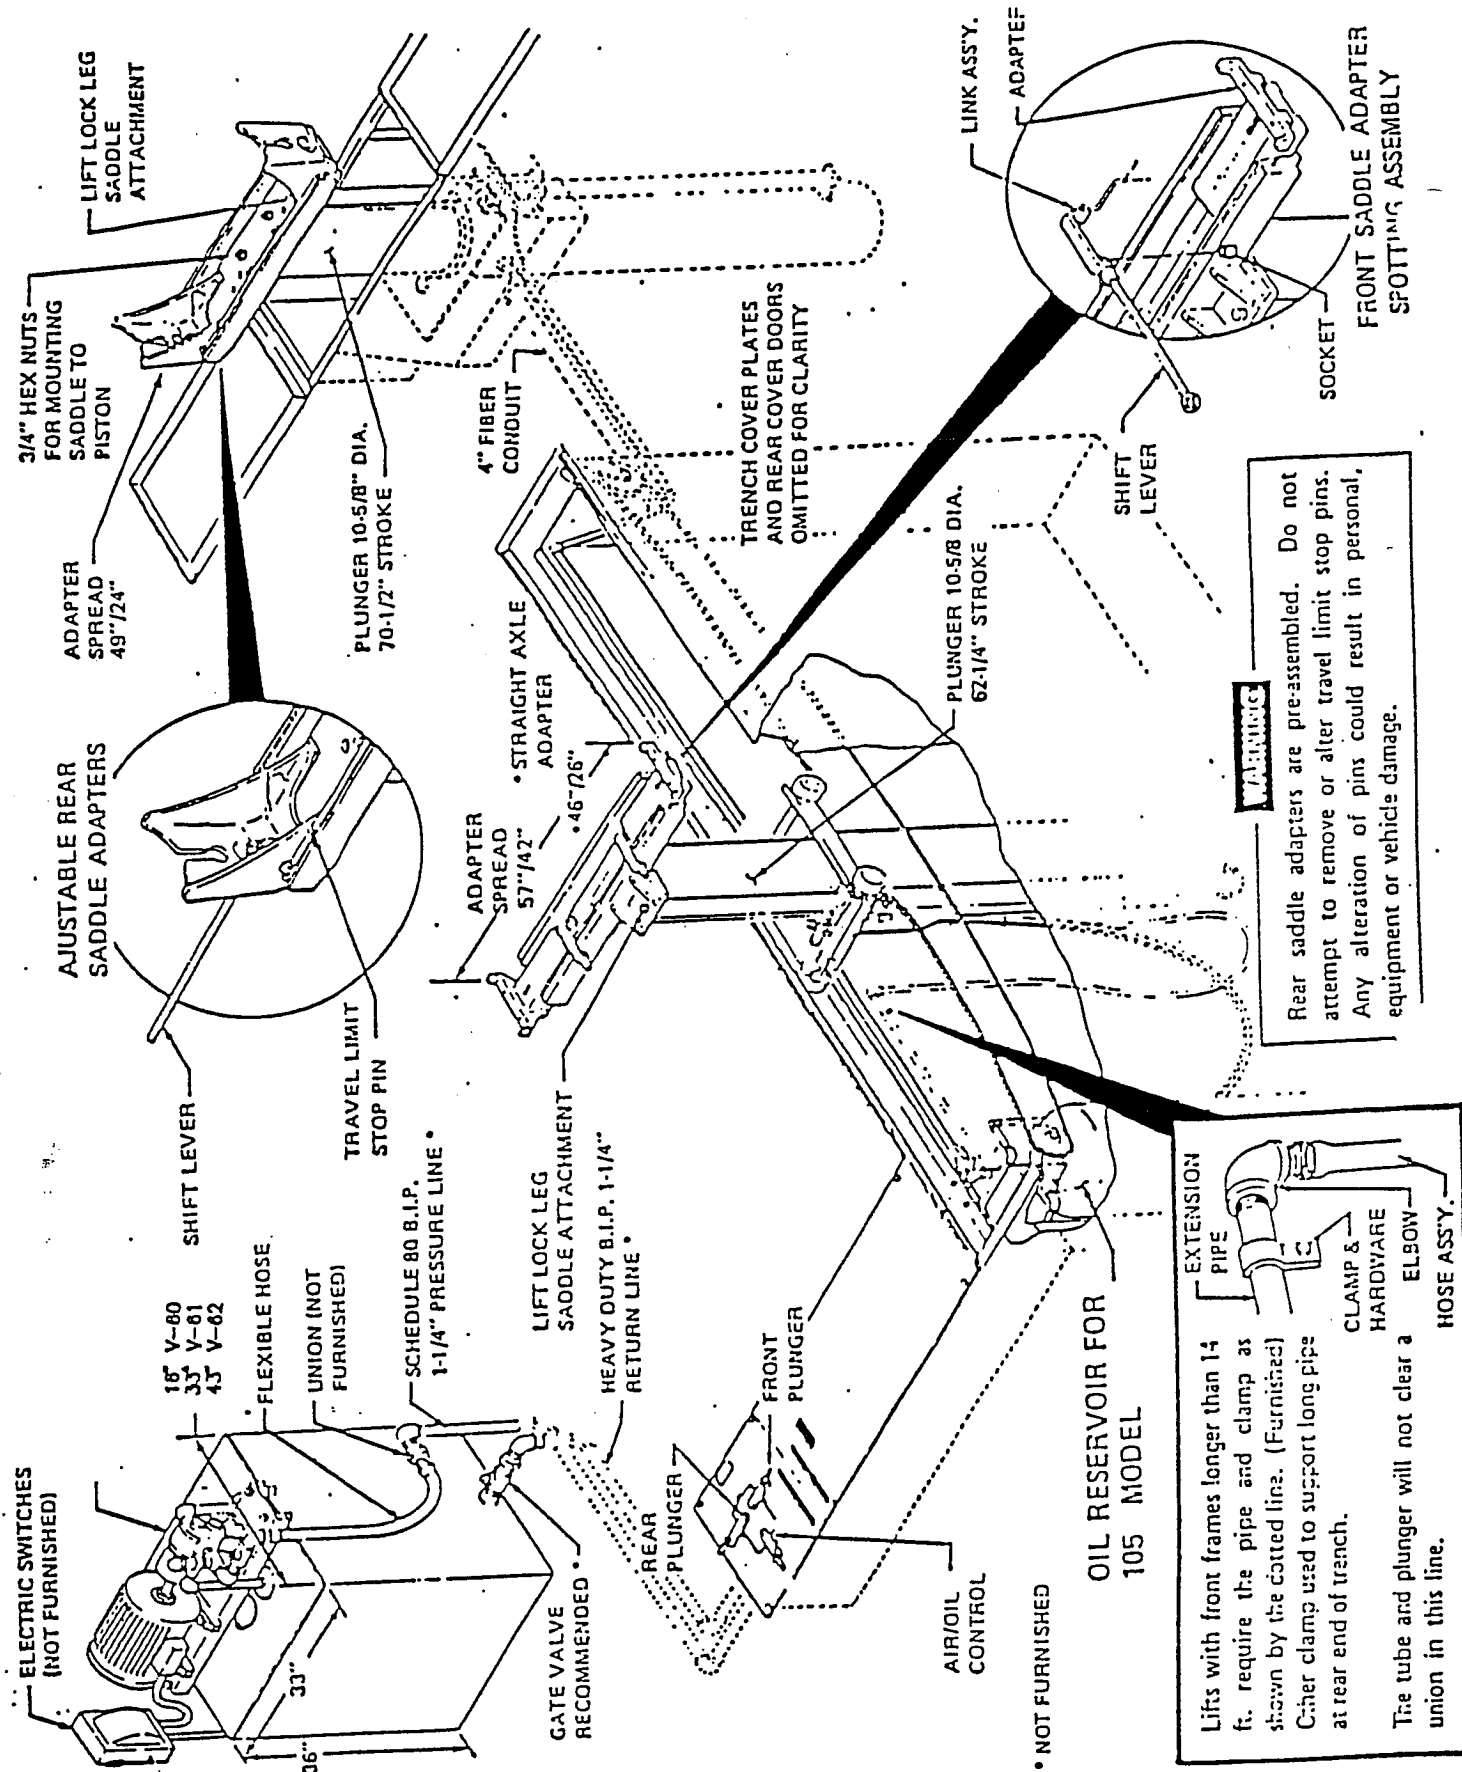 ELECTRIC SWITCHES
(NOT FURNISHED)
18" V-60
33" V-61
43" V-62
FLEXIBLE HOSE
UNION (NOT
FURNISHED)
SCHEDULE 80 B.I.P.
1-1/4" PRESSURE LINE *
33"
36"
GATE VALVE
RECOMMENDED *
HEAVY DUTY B.I.P. 1-1/4"
RETURN LINE *
REAR
PLUNGER
FRONT
PLUNGER
AIR/OIL
CONTROL
* NOT FURNISHED
OIL RESERVOIR FOR
105 MODEL
AJUSTABLE REAR
SADDLE ADAPTERS
SHIFT LEVER
TRAVEL LIMIT
STOP PIN
LIFT LOCK LEG
SADDLE ATTACHMENT
ADAPTER
SPREAD
57"/42"
* STRAIGHT AXLE
ADAPTER
*46"/26"
3/4" HEX NUTS
FOR MOUNTING
SADDLE TO
PISTON
LIFT LOCK LEG
SADDLE
ATTACHMENT
ADAPTER
SPREAD
49"/24"
PLUNGER 10-5/8" DIA.
70-1/2" STROKE
4" FIBER
CONDUIT
TRENCH COVER PLATES
AND REAR COVER DOORS
OMITTED FOR CLARITY
PLUNGER 10-5/8 DIA.
62-1/4" STROKE
LINK ASS'Y.
ADAPTER
SHIFT
LEVER
SOCKET
FRONT SADDLE ADAPTER
SPOTTING ASSEMBLY
WARNING
Rear saddle adapters are pre-assembled. Do not
attempt to remove or alter travel limit stop pins.
Any alteration of pins could result in personal,
equipment or vehicle damage.
Lifts with front frames longer than 14
ft. require the pipe and clamp as
shown by the dotted line. (Furnished)
Other clamp used to support long pipe
at rear end of trench.
The tube and plunger will not clear a
union in this line.
EXTENSION
PIPE
CLAMP &
HARDWARE
ELBOW
HOSE ASS'Y.